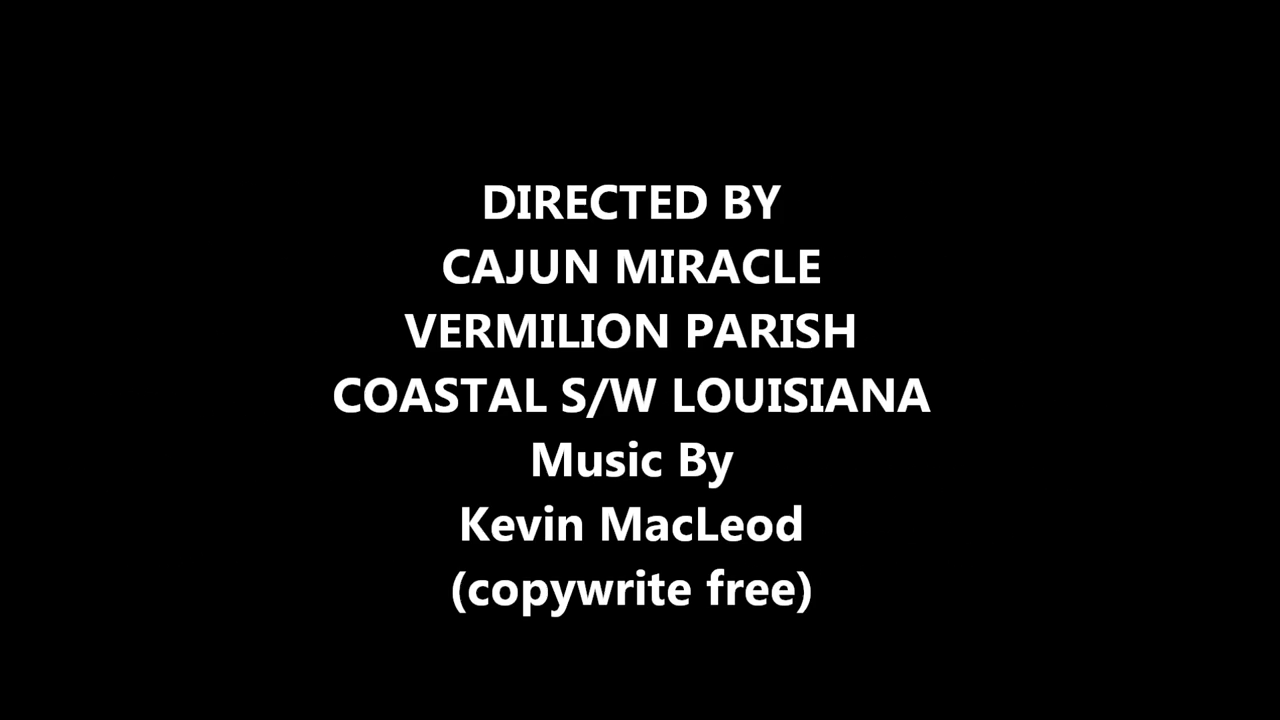 DIRECTED BY
CAJUN MIRACLE
VERMILION PARISH
COASTAL S/W LOUISIANA
Music By
Kevin MacLeod
(copywrite free)